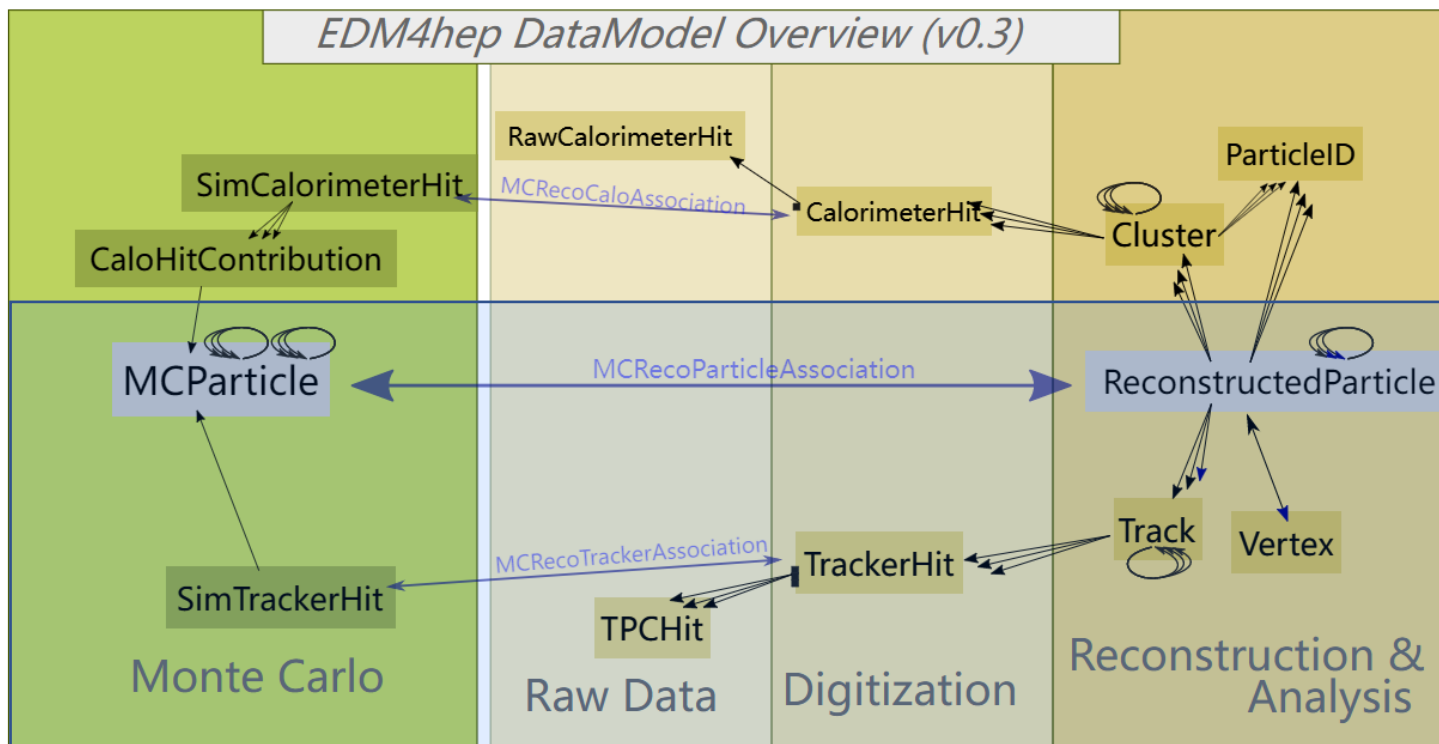 EDM4hep DataModel Overview (v0.3)
RawCalorimeterHit
ParticleID
SimCalorimeterHit
MCRecoCaloAssociation
CalorimeterHit
Cluster
CaloHitContribution
MCParticle
MCRecoParticleAssociation
ReconstructedParticle
Track
Vertex
MCRecoTrackerAssociation
TrackerHit
SimTrackerHit
TPCHit
Monte Carlo
Raw Data
Digitization
Reconstruction &
Analysis